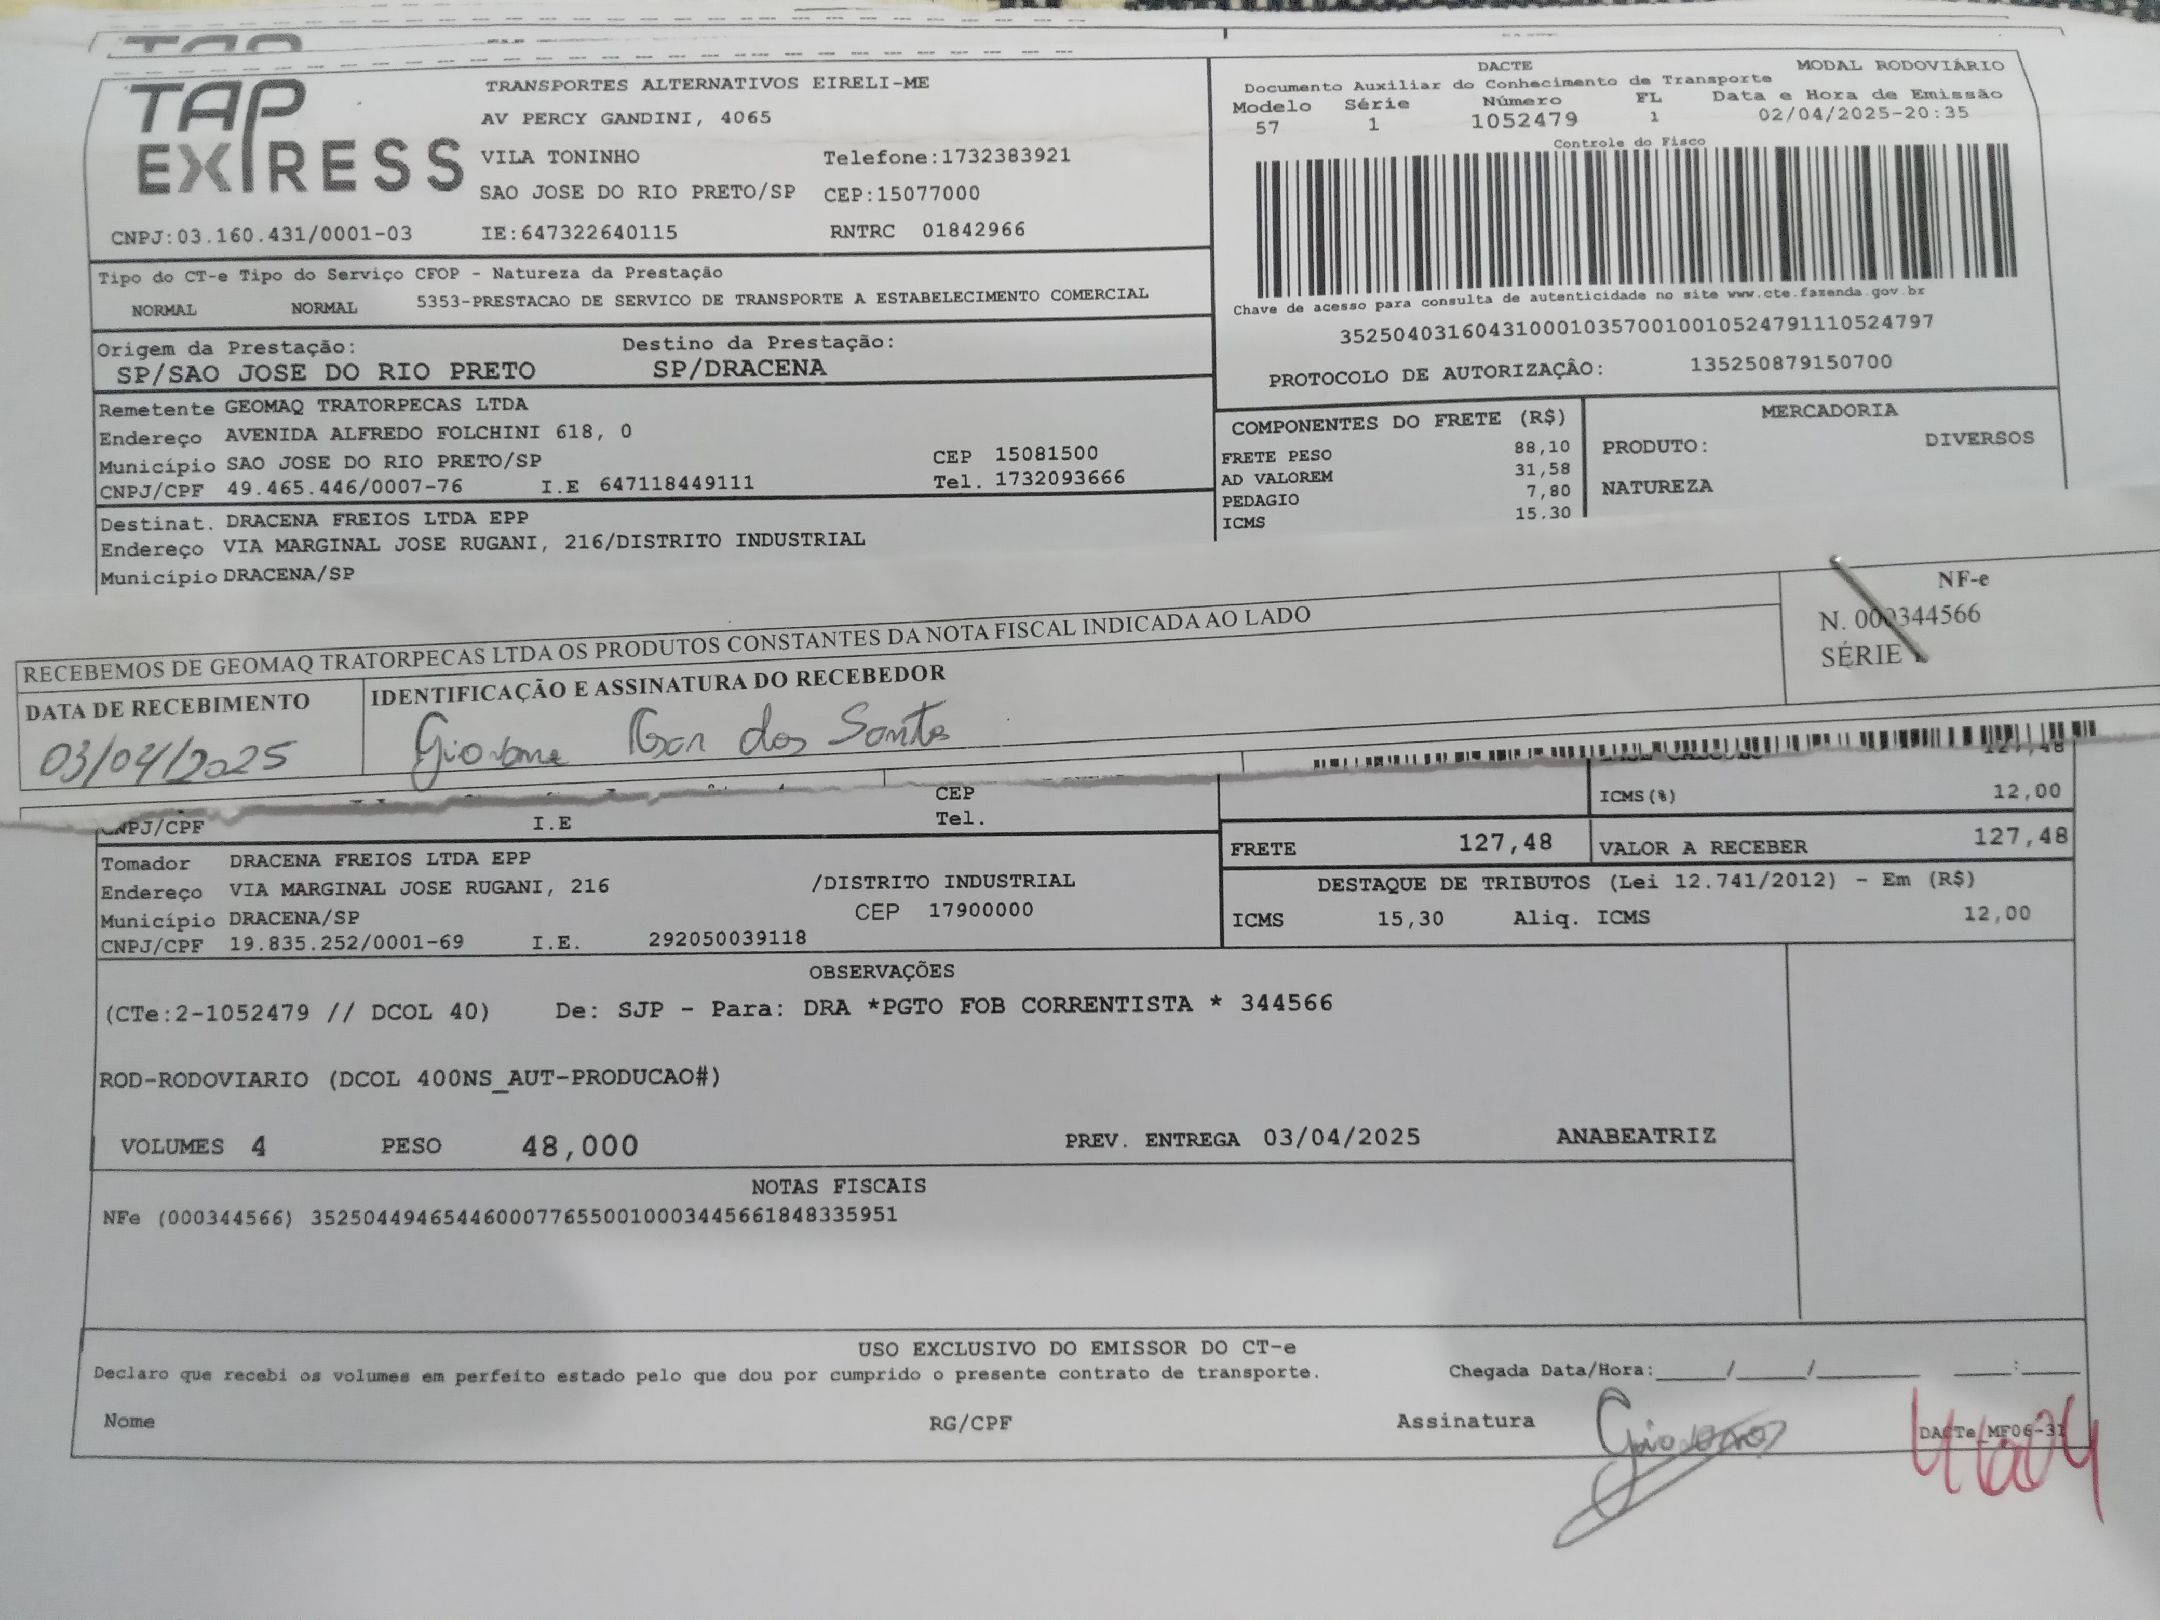 TAP EXPRESS
TRANSPORTES ALTERNATIVOS EIRELI-ME
AV PERCY GANDINI, 4065
VILA TONINHO Telefone:1732383921
SAO JOSE DO RIO PRETO/SP CEP:15077000
CNPJ:03.160.431/0001-03 IE:647322640115 RNTRC 01842966
DACTE MODAL RODOVIÁRIO
Documento Auxiliar do Conhecimento de Transporte
Modelo Série Número FL Data e Hora de Emissão
57 1 1052479 1 02/04/2025-20:35
Controle do Fisco
Chave de acesso para consulta de autenticidade no site www.cte.fazenda.gov.br
35250403160431000103570010010524791110524797
PROTOCOLO DE AUTORIZAÇÃO: 135250879150700
Tipo do CT-e Tipo do Serviço CFOP - Natureza da Prestação
NORMAL NORMAL 5353-PRESTACAO DE SERVICO DE TRANSPORTE A ESTABELECIMENTO COMERCIAL
Origem da Prestação: Destino da Prestação:
SP/SAO JOSE DO RIO PRETO SP/DRACENA
Remetente GEOMAQ TRATORPECAS LTDA
Endereço AVENIDA ALFREDO FOLCHINI 618, 0
Município SAO JOSE DO RIO PRETO/SP CEP 15081500
CNPJ/CPF 49.465.446/0007-76 I.E 647118449111 Tel. 1732093666
Destinat. DRACENA FREIOS LTDA EPP
Endereço VIA MARGINAL JOSE RUGANI, 216/DISTRITO INDUSTRIAL
Município DRACENA/SP
COMPONENTES DO FRETE (R$)
FRETE PESO 88,10
AD VALOREM 31,58
PEDAGIO 7,80
ICMS 15.30
MERCADORIA
PRODUTO: DIVERSOS
NATUREZA
RECEBEMOS DE GEOMAQ TRATORPECAS LTDA OS PRODUTOS CONSTANTES DA NOTA FISCAL INDICADA AO LADO
DATA DE RECEBIMENTO IDENTIFICAÇÃO E ASSINATURA DO RECEBEDOR
03/04/2025 dos Santos
NF-e
N. 000344566
SÉRIE
127,48
CEP
CNPJ/CPF I.E Tel.
ICMS(%) 12,00
FRETE 127,48 VALOR A RECEBER 127,48
Tomador DRACENA FREIOS LTDA EPP
Endereço VIA MARGINAL JOSE RUGANI, 216 /DISTRITO INDUSTRIAL
Município DRACENA/SP CEP 17900000
CNPJ/CPF 19.835.252/0001-69 I.E. 292050039118
DESTAQUE DE TRIBUTOS (Lei 12.741/2012) - Em (R$)
ICMS 15,30 Aliq. ICMS 12,00
OBSERVAÇÕES
(CTe:2-1052479 // DCOL 40) De: SJP - Para: DRA *PGTO FOB CORRENTISTA * 344566
ROD-RODOVIARIO (DCOL 400NS_AUT-PRODUCAO#)
VOLUMES 4 PESO 48,000 PREV. ENTREGA 03/04/2025 ANABEATRIZ
NOTAS FISCAIS
NFe (000344566) 35250449465446000776550010003445661848335951
USO EXCLUSIVO DO EMISSOR DO CT-e
Declaro que recebi os volumes em perfeito estado pelo que dou por cumprido o presente contrato de transporte. Chegada Data/Hora:____/____/______ ____:____
Nome RG/CPF Assinatura
DACTe_MF06-31